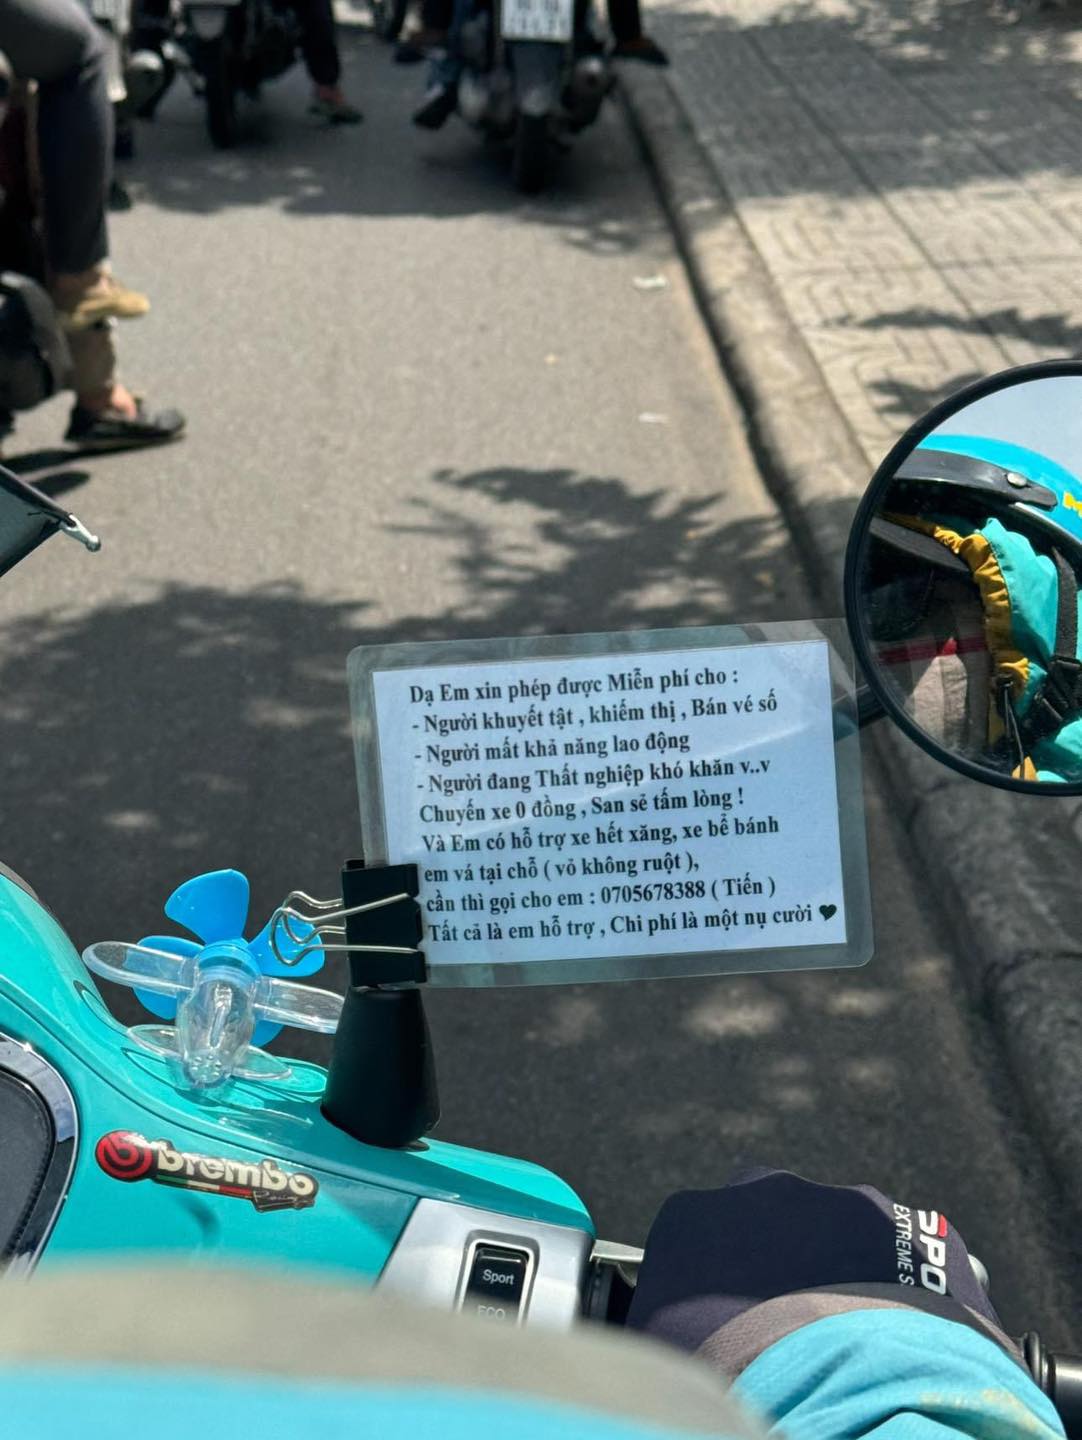 Dạ Em xin phép được Miễn phí cho :
- Người khuyết tật , khiếm thị , Bán vé số
- Người mất khả năng lao động
- Người đang Thất nghiệp khó khăn v..v
Chuyến xe 0 đồng , San sẻ tấm lòng !
Và Em có hỗ trợ xe hết xăng, xe bể bánh
em vá tại chỗ ( vỏ không ruột ),
cần thì gọi cho em : 0705678388 ( Tiến )
Tất cả là em hỗ trợ , Chi phí là một nụ cười ♥
brembo
Racing
Sport
ECO
SPO
EXTREME S